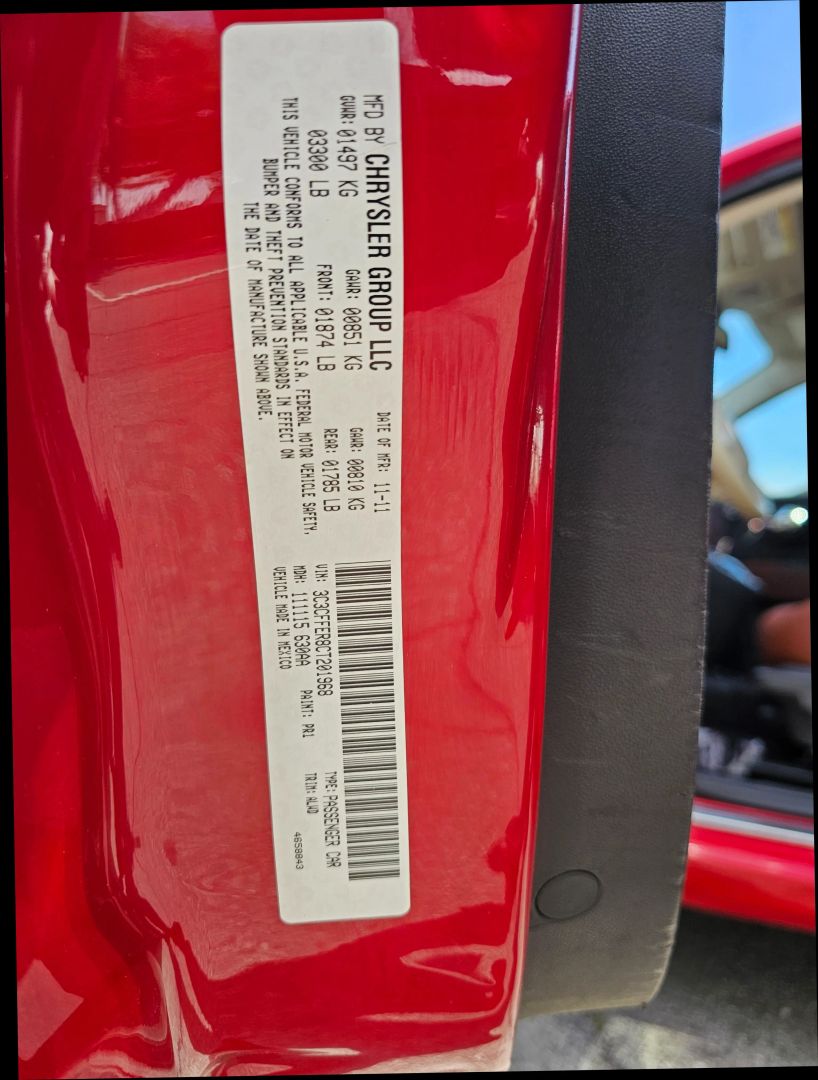 MFD BY CHRYSLER GROUP LLC DATE OF MFR: 11-11
GVWR: 01497 KG GAWR: 00851 KG GAWR: 00810 KG
03300 LB FRONT: 01874 LB REAR: 01785 LB
THIS VEHICLE CONFORMS TO ALL APPLICABLE U.S.A. FEDERAL MOTOR VEHICLE SAFETY,
BUMPER AND THEFT PREVENTION STANDARDS IN EFFECT ON
THE DATE OF MANUFACTURE SHOWN ABOVE.
VIN: 3C3CFFER8CT201968 TYPE: PASSENGER CAR
MDH: 111115 630AA PAINT: PR1 TRIM: ALWD
VEHICLE MADE IN MEXICO 4658843